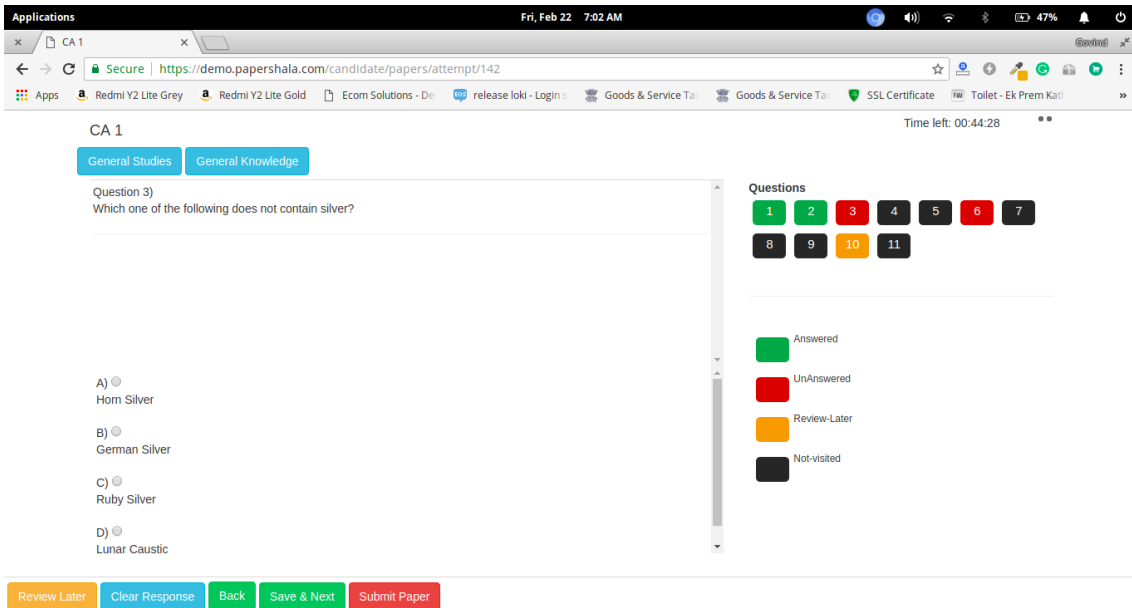 Applications
Fri, Feb 22 7:02 AM
47%
CA 1
Govind
Secure | https://demo.papershala.com/candidate/papers/attempt/142
Apps
Redmi Y2 Lite Grey
Redmi Y2 Lite Gold
Ecom Solutions - De
release loki - Login s
Goods & Service Ta
Goods & Service Ta
SSL Certificate
Toilet - Ek Prem Kath
CA 1
Time left: 00:44:28
General Studies
General Knowledge
Question 3)
Which one of the following does not contain silver?
A)
Horn Silver
B)
German Silver
C)
Ruby Silver
D)
Lunar Caustic
Questions
1 2 3 4 5 6 7
8 9 10 11
Answered
UnAnswered
Review-Later
Not-visited
Review Later
Clear Response
Back
Save & Next
Submit Paper